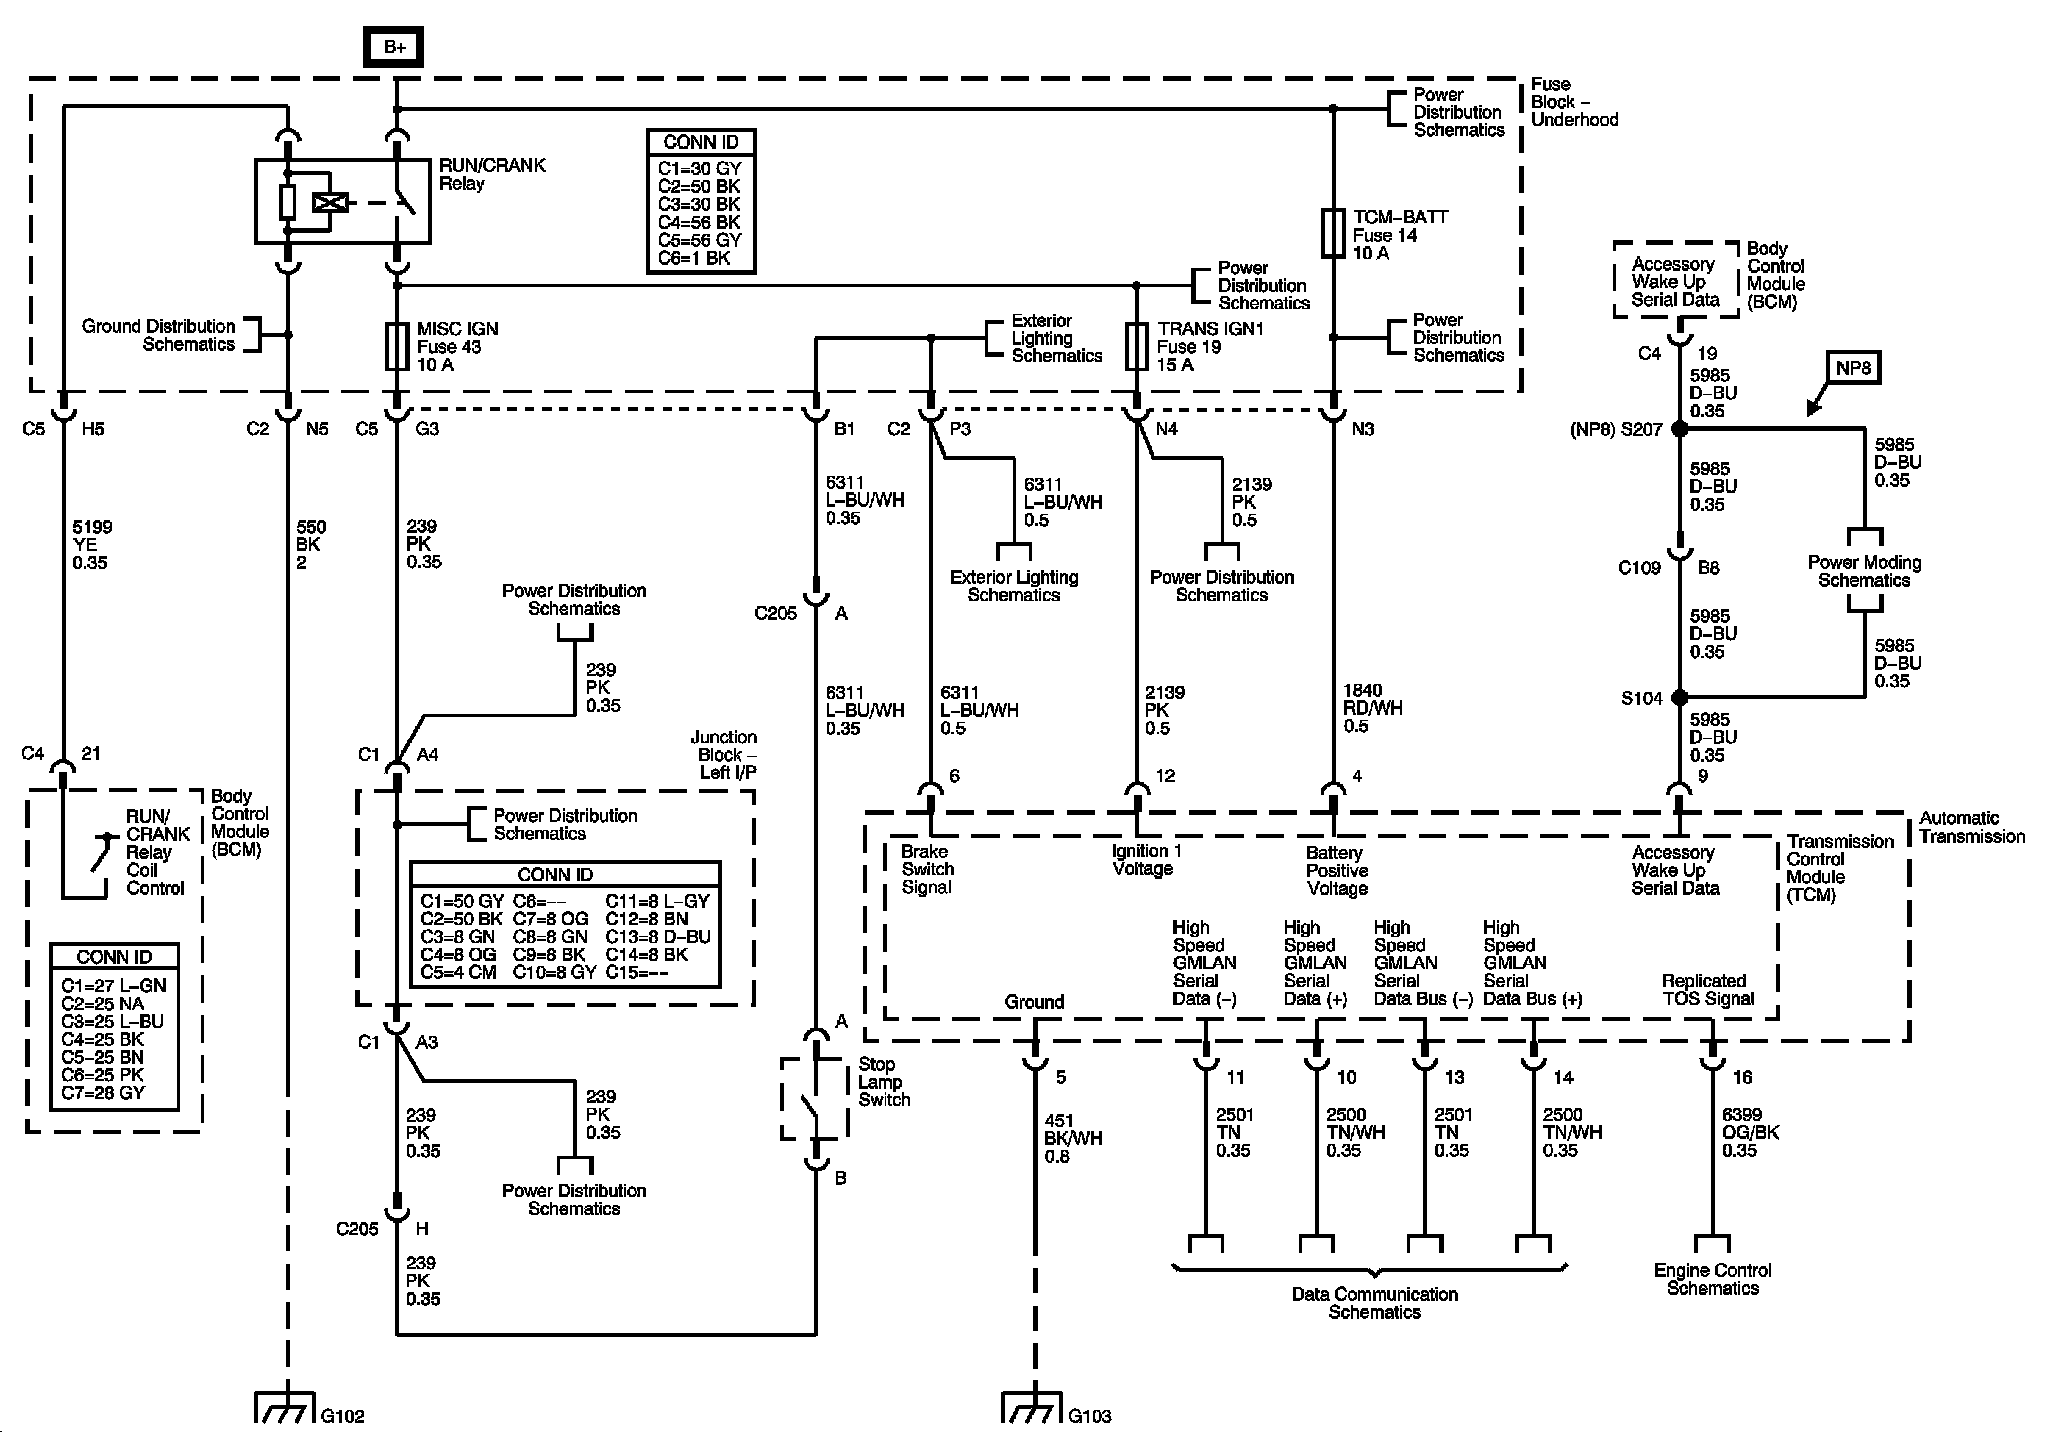 B+
Fuse
Block –
Underhood
Power
Distribution
Schematics
RUN/CRANK
Relay
CONN ID
C1=30 GY
C2=50 BK
C3=30 BK
C4=56 BK
C5=56 GY
C6=1 BK
TCM–BATT
Fuse 14
10 A
Power
Distribution
Schematics
Ground Distribution
Schematics
MISC IGN
Fuse 43
10 A
Exterior
Lighting
Schematics
TRANS IGN1
Fuse 19
15 A
Power
Distribution
Schematics
Accessory
Wake Up
Serial Data
Body
Control
Module
(BCM)
C4 19
5985
D–BU
0.35
NP8
(NP8) S207
C5 H5
C2 N5
C5 G3
B1
C2 P3
N4
N3
5199
YE
0.35
550
BK
2
239
PK
0.35
6311
L–BU/WH
0.35
6311
L–BU/WH
0.5
2139
PK
0.5
5985
D–BU
0.35
5985
D–BU
0.35
Exterior Lighting
Schematics
Power Distribution
Schematics
C109 B8
Power Moding
Schematics
Power Distribution
Schematics
C205 A
239
PK
0.35
6311
L–BU/WH
0.35
6311
L–BU/WH
0.5
2139
PK
0.5
1840
RD/WH
0.5
5985
D–BU
0.35
5985
D–BU
0.35
S104
5985
D–BU
0.35
C4 21
C1 A4
Junction
Block –
Left I/P
6
12
4
9
Body
Control
Module
(BCM)
RUN/
CRANK
Relay
Coil
Control
CONN ID
C1=27 L–GN
C2=25 NA
C3=25 L–BU
C4=25 BK
C5–25 BN
C6=25 PK
C7=28 GY
Power Distribution
Schematics
CONN ID
C1=50 GY C6=––  C11=8 L–GY
C2=50 BK C7=8 OG C12=8 BN
C3=8 GN C8=8 GN C13=8 D–BU
C4=8 OG C9=8 BK C14=8 BK
C5=4 CM C10=8 GY C15=––
Automatic
Transmission
Transmission
Control
Module
(TCM)
Brake
Switch
Signal
Ignition 1
Voltage
Battery
Positive
Voltage
Accessory
Wake Up
Serial Data
Ground
High
Speed
GMLAN
Serial
Data (–)
High
Speed
GMLAN
Serial
Data (+)
High
Speed
GMLAN
Serial
Data Bus (–)
High
Speed
GMLAN
Serial
Data Bus (+)
Replicated
TOS Signal
C1 A3
A
Stop
Lamp
Switch
B
239
PK
0.35
239
PK
0.35
Power Distribution
Schematics
C205 H
239
PK
0.35
5
11
10
13
14
16
451
BK/WH
0.8
2501
TN
0.35
2500
TN/WH
0.35
2501
TN
0.35
2500
TN/WH
0.35
6399
OG/BK
0.35
Data Communication
Schematics
Engine Control
Schematics
G102
G103